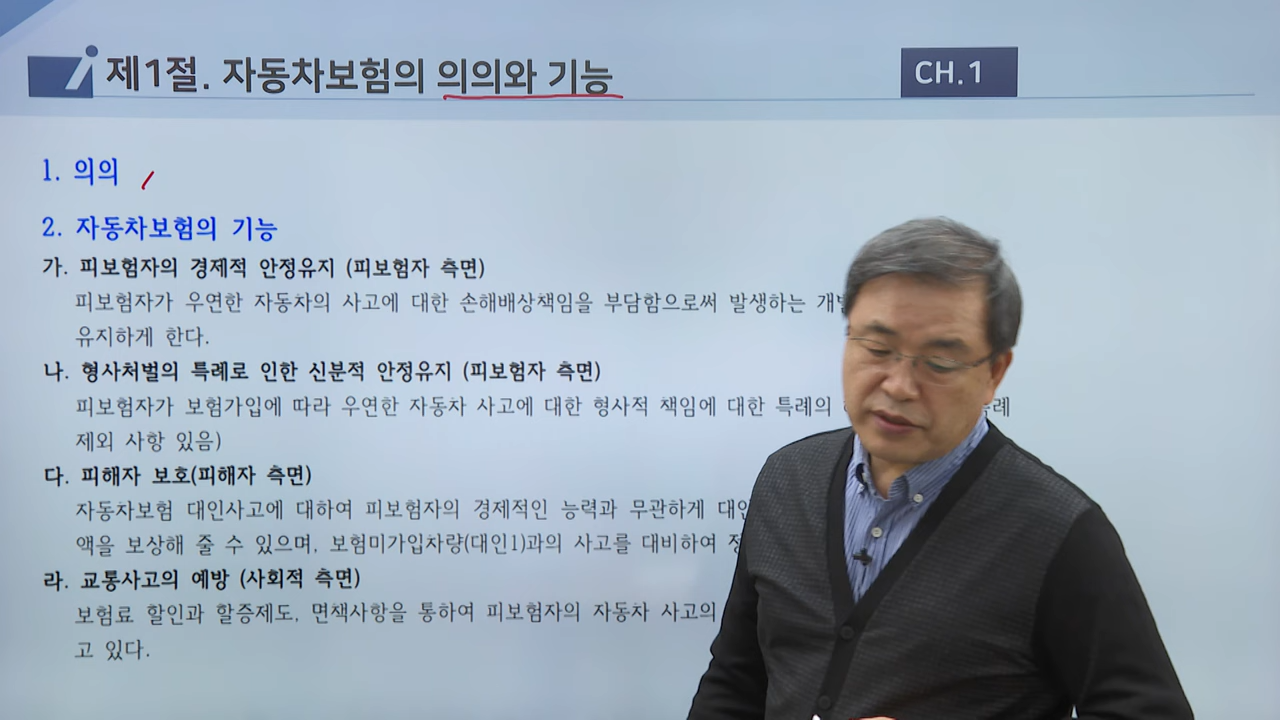 제1절. 자동차보험의 의의와 기능
CH.1
1. 의의
2. 자동차보험의 기능
가. 피보험자의 경제적 안정유지 (피보험자 측면)
피보험자가 우연한 자동차의 사고에 대한 손해배상책임을 부담함으로써 발생하는
유지하게 한다.
나. 형사처벌의 특례로 인한 신분적 안정유지 (피보험자 측면)
피보험자가 보험가입에 따라 우연한 자동차 사고에 대한 형사적 책임에 대한 특례의
제외 사항 있음)
다. 피해자 보호(피해자 측면)
자동차보험 대인사고에 대하여 피보험자의 경제적인 능력과 무관하게
액을 보상해 줄 수 있으며, 보험미가입차량(대인1)과의 사고를 대비하여
라. 교통사고의 예방 (사회적 측면)
보험료 할인과 할증제도, 면책사항을 통하여 피보험자의 자동차 사고의
고 있다.